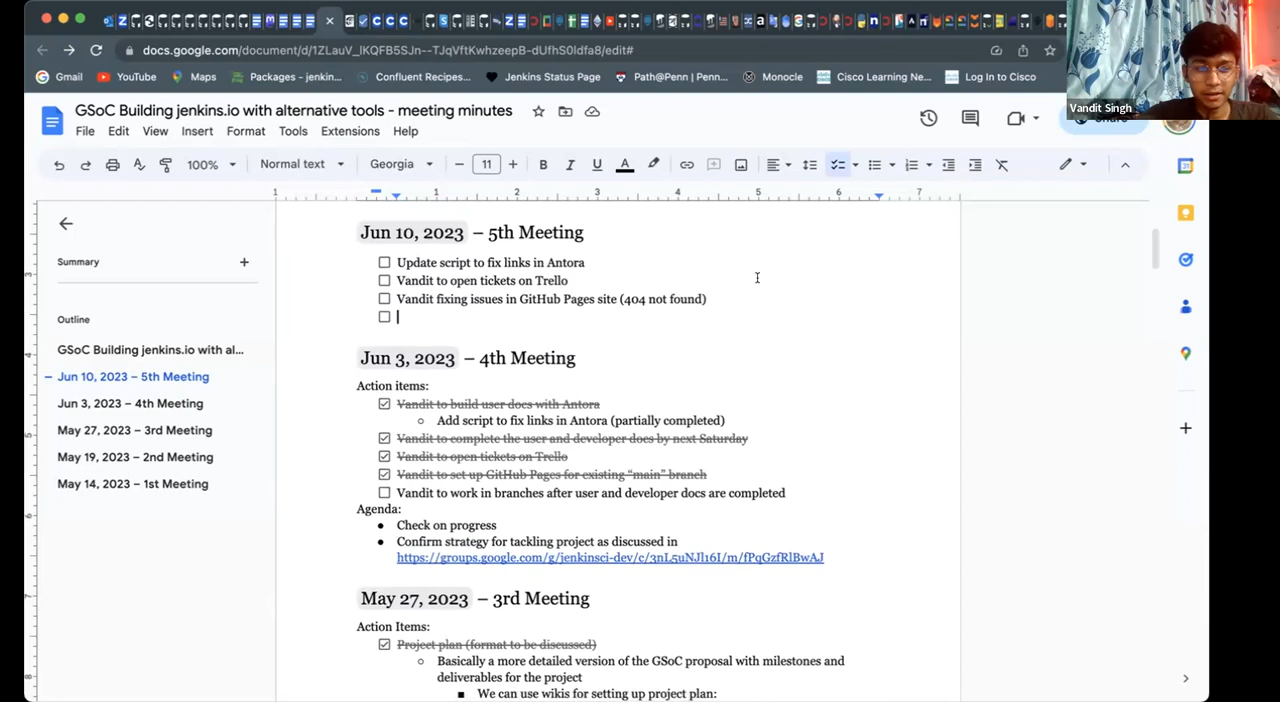 docs.google.com/document/d/1ZLauV_lKQFB5SJn--TJqVftKwhzeepB-dUfhS0Idfa8/edit#
Gmail
YouTube
Maps
Packages - jenkin...
Confluent Recipes...
Jenkins Status Page
Path@Penn | Penn...
Monocle
Cisco Learning Ne...
Log In to Cisco
Vandit Singh
GSoC Building jenkins.io with alternative tools - meeting minutes
File Edit View Insert Format Tools Extensions Help
Share
100% Normal text Georgia 11
1 1 2 3 4 5 6 7
Summary
Outline
GSoC Building jenkins.io with al...
Jun 10, 2023 – 5th Meeting
Jun 3, 2023 – 4th Meeting
May 27, 2023 – 3rd Meeting
May 19, 2023 – 2nd Meeting
May 14, 2023 – 1st Meeting
Jun 10, 2023 – 5th Meeting
Update script to fix links in Antora
Vandit to open tickets on Trello
Vandit fixing issues in GitHub Pages site (404 not found)
Jun 3, 2023 – 4th Meeting
Action items:
Vandit to build user docs with Antora
Add script to fix links in Antora (partially completed)
Vandit to complete the user and developer docs by next Saturday
Vandit to open tickets on Trello
Vandit to set up GitHub Pages for existing “main” branch
Vandit to work in branches after user and developer docs are completed
Agenda:
Check on progress
Confirm strategy for tackling project as discussed in
https://groups.google.com/g/jenkinsci-dev/c/3nL5uNJl16I/m/fPqGzfRlBwAJ
May 27, 2023 – 3rd Meeting
Action Items:
Project plan (format to be discussed)
Basically a more detailed version of the GSoC proposal with milestones and
deliverables for the project
We can use wikis for setting up project plan: